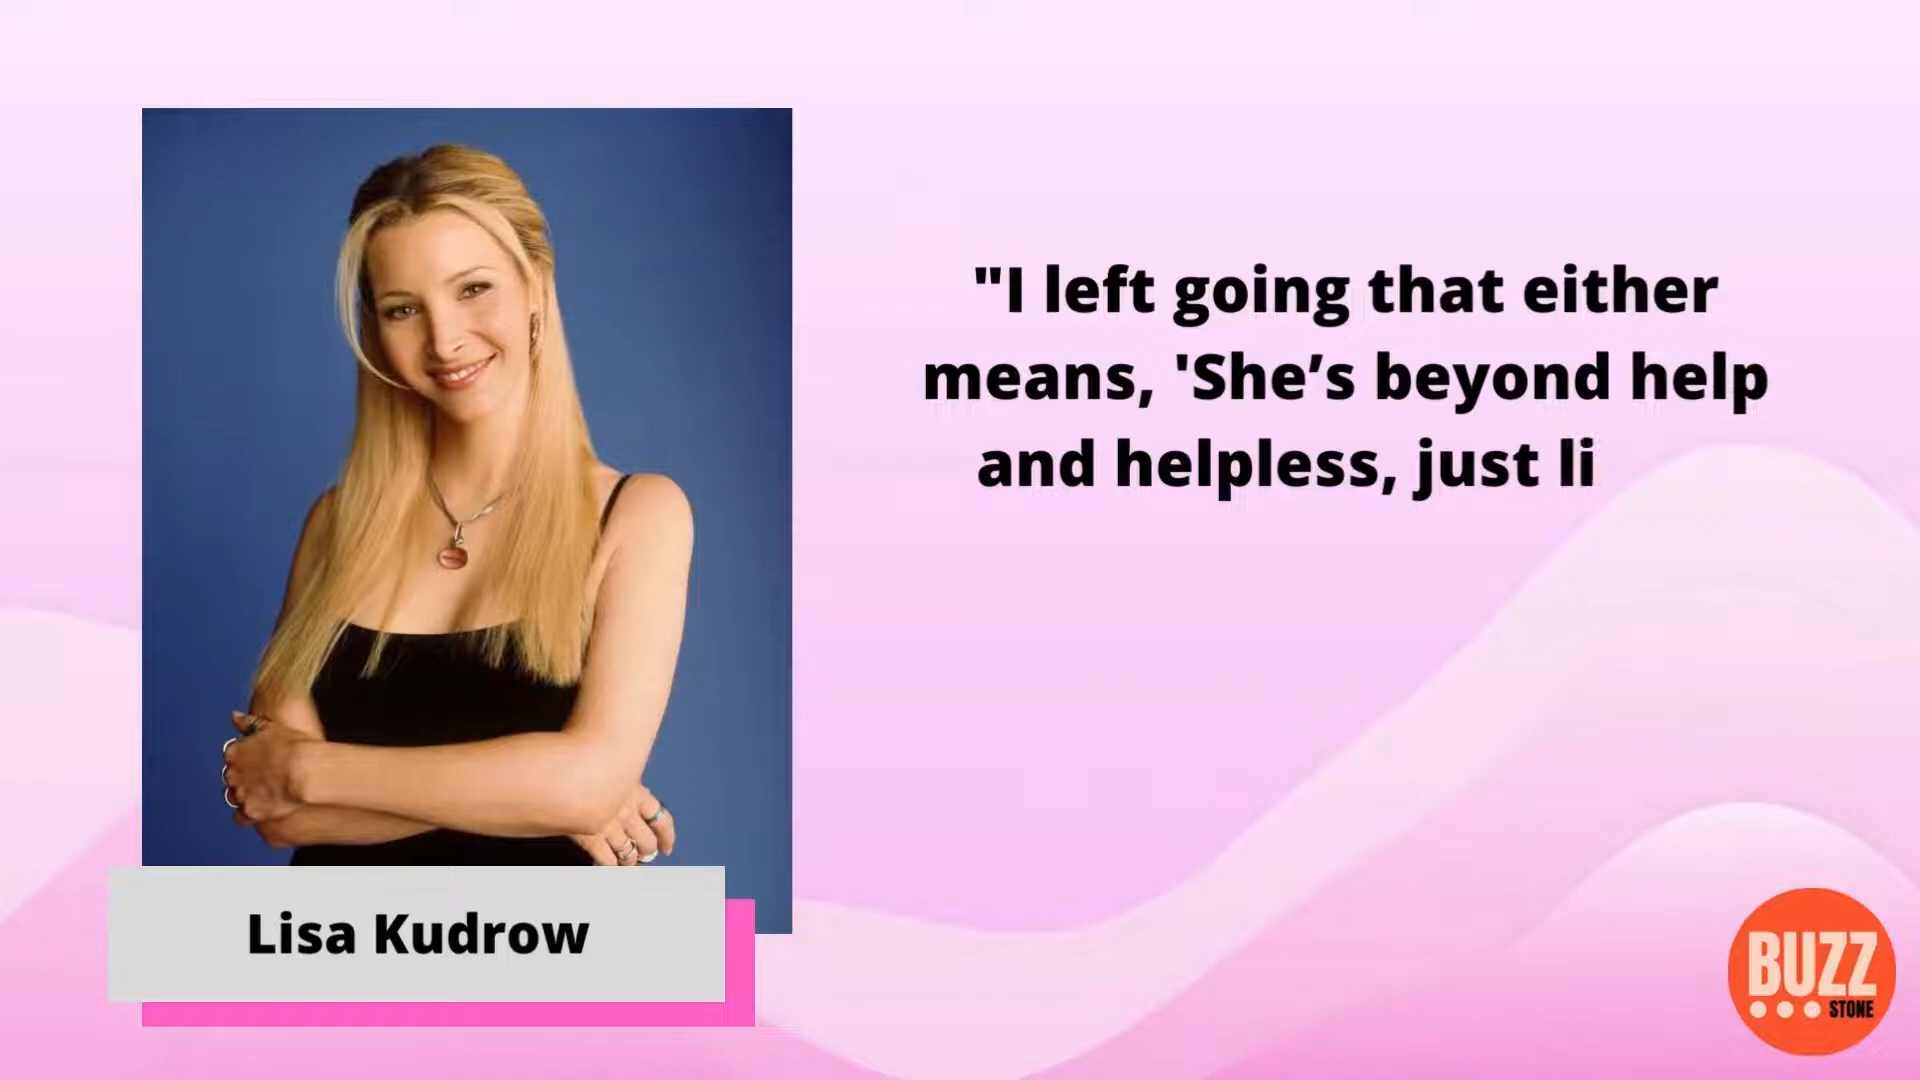 "I left going that either
means, 'She’s beyond help
and helpless, just li
Lisa Kudrow
BUZZ
STONE